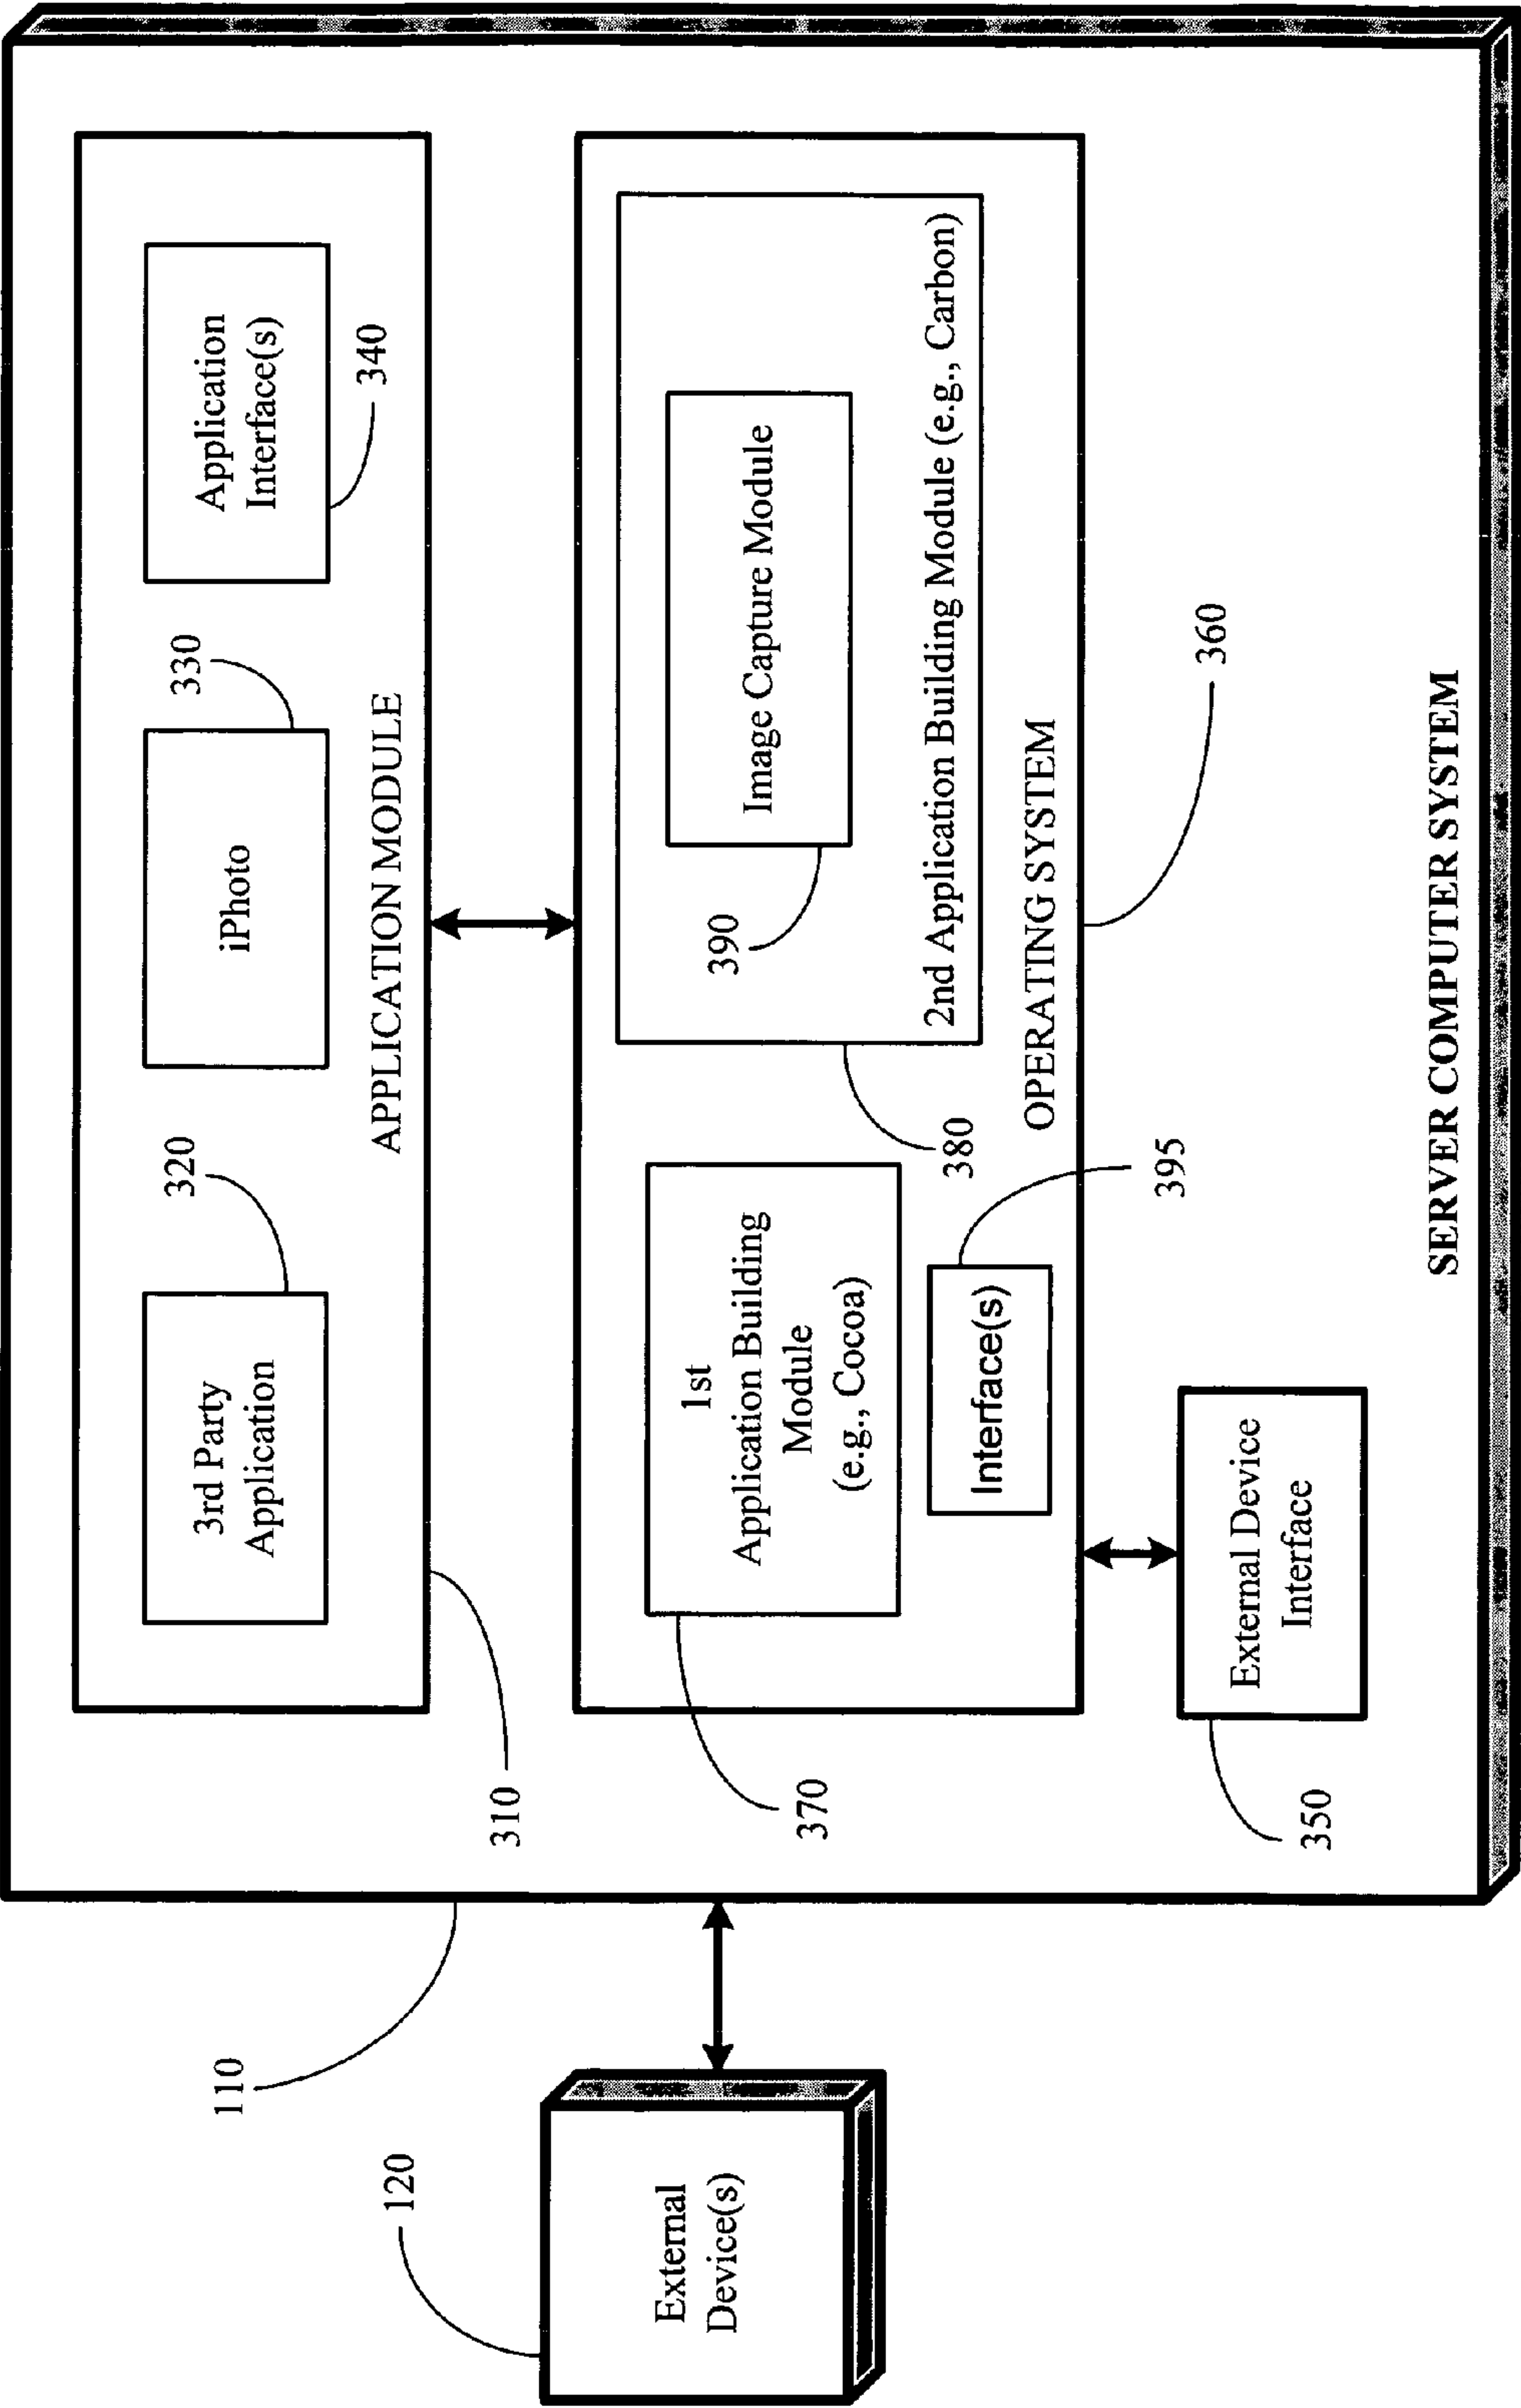 110
120
External
Device(s)
320
330
3rd Party
Application
iPhoto
Application
Interface(s)
340
APPLICATION MODULE
310
390
Image Capture Module
1st
Application Building
Module
(e.g., Cocoa)
370
2nd Application Building Module (e.g., Carbon)
380
Interface(s)
OPERATING SYSTEM
395
360
External Device
Interface
350
SERVER COMPUTER SYSTEM